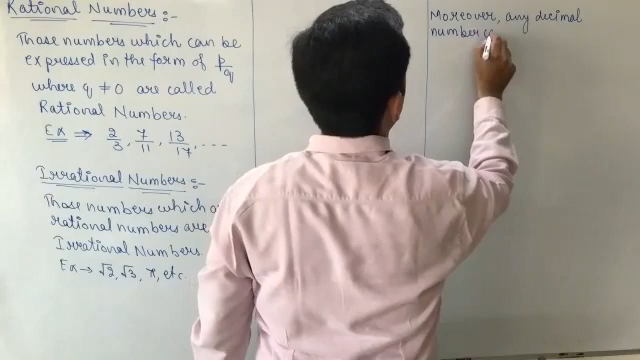 Rational Numbers :-
Those numbers which can be
expressed in the form of p/q
where q ≠ 0 are called
Rational Numbers.
Ex ⇒ 2/3, 7/11, 13/17, ...
Irrational Numbers :-
Those numbers which
rational numbers are
Irrational Numbers
Ex → √2, √3, π, etc.
Moreover, any decimal
number